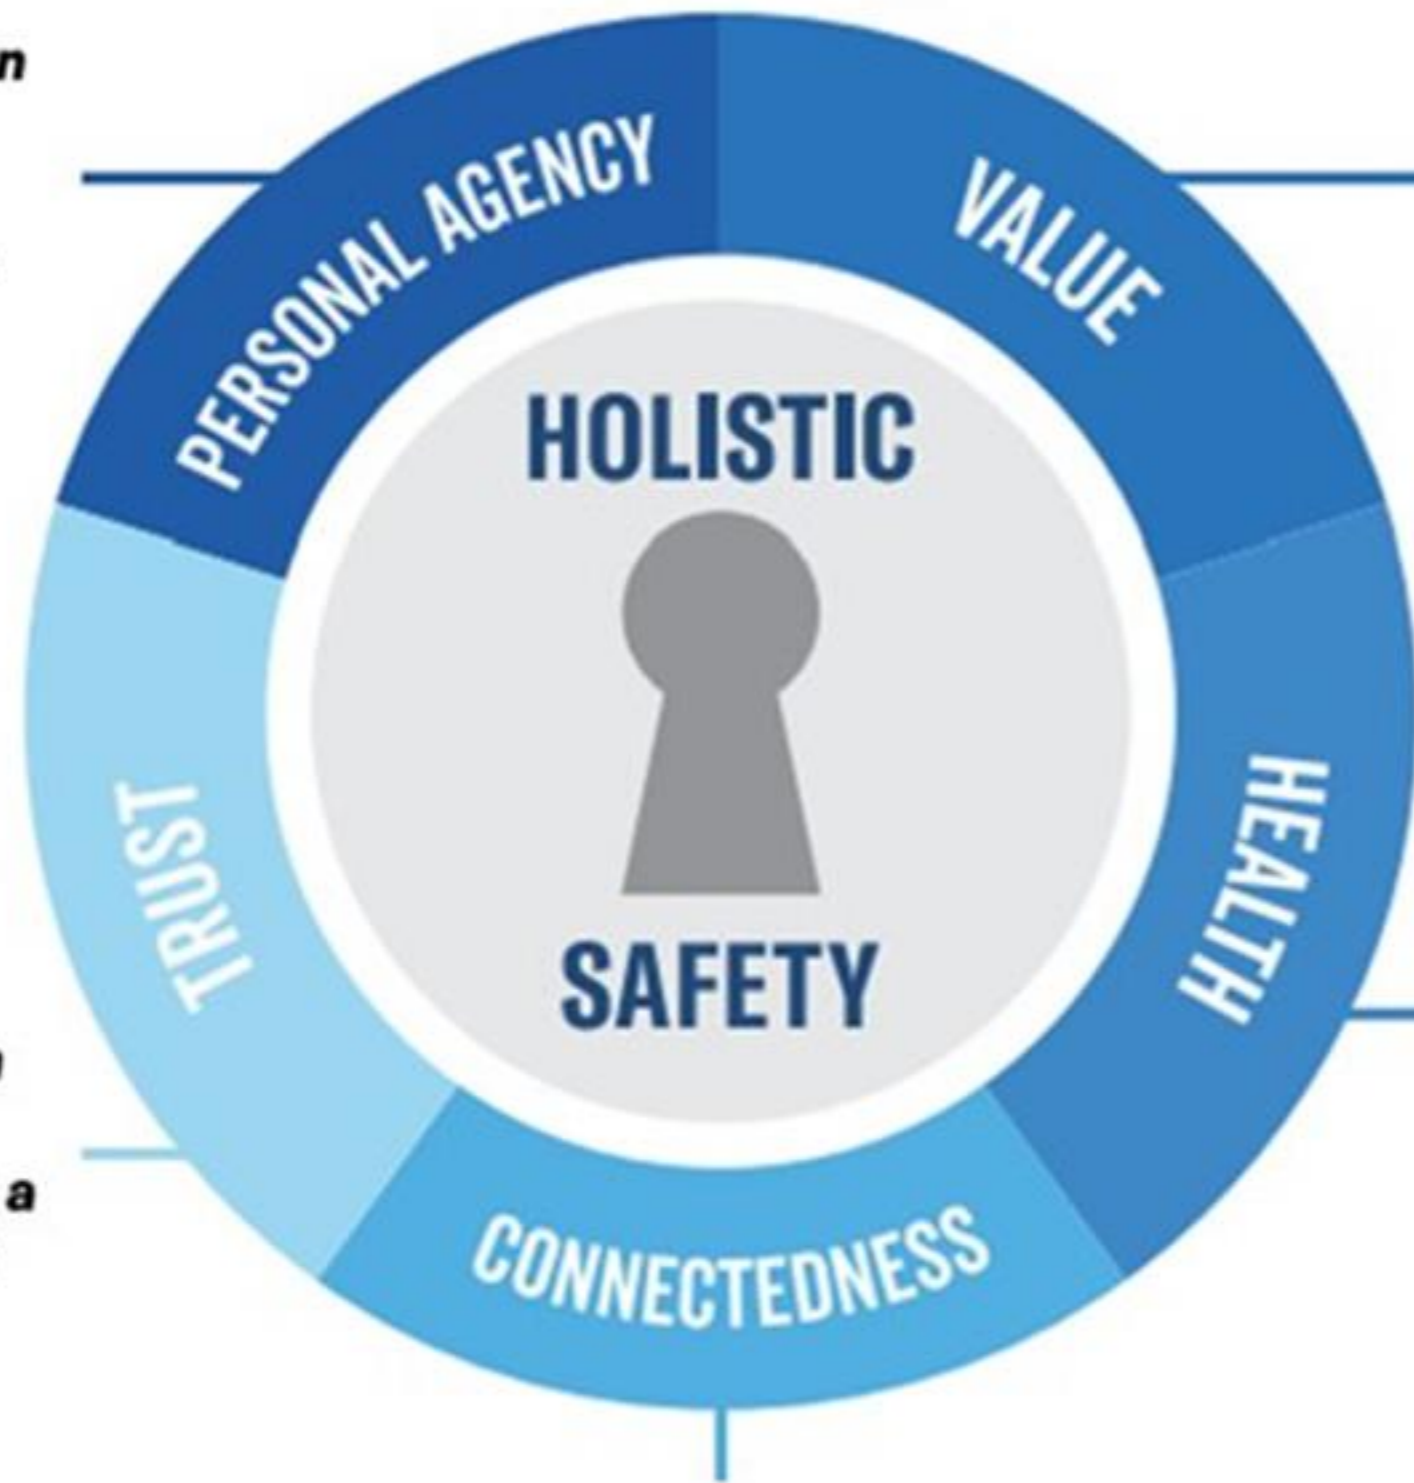 n
PERSONAL AGENCY
VALUE
HOLISTIC
SAFETY
HEALTH
TRUST
CONNECTEDNESS
a